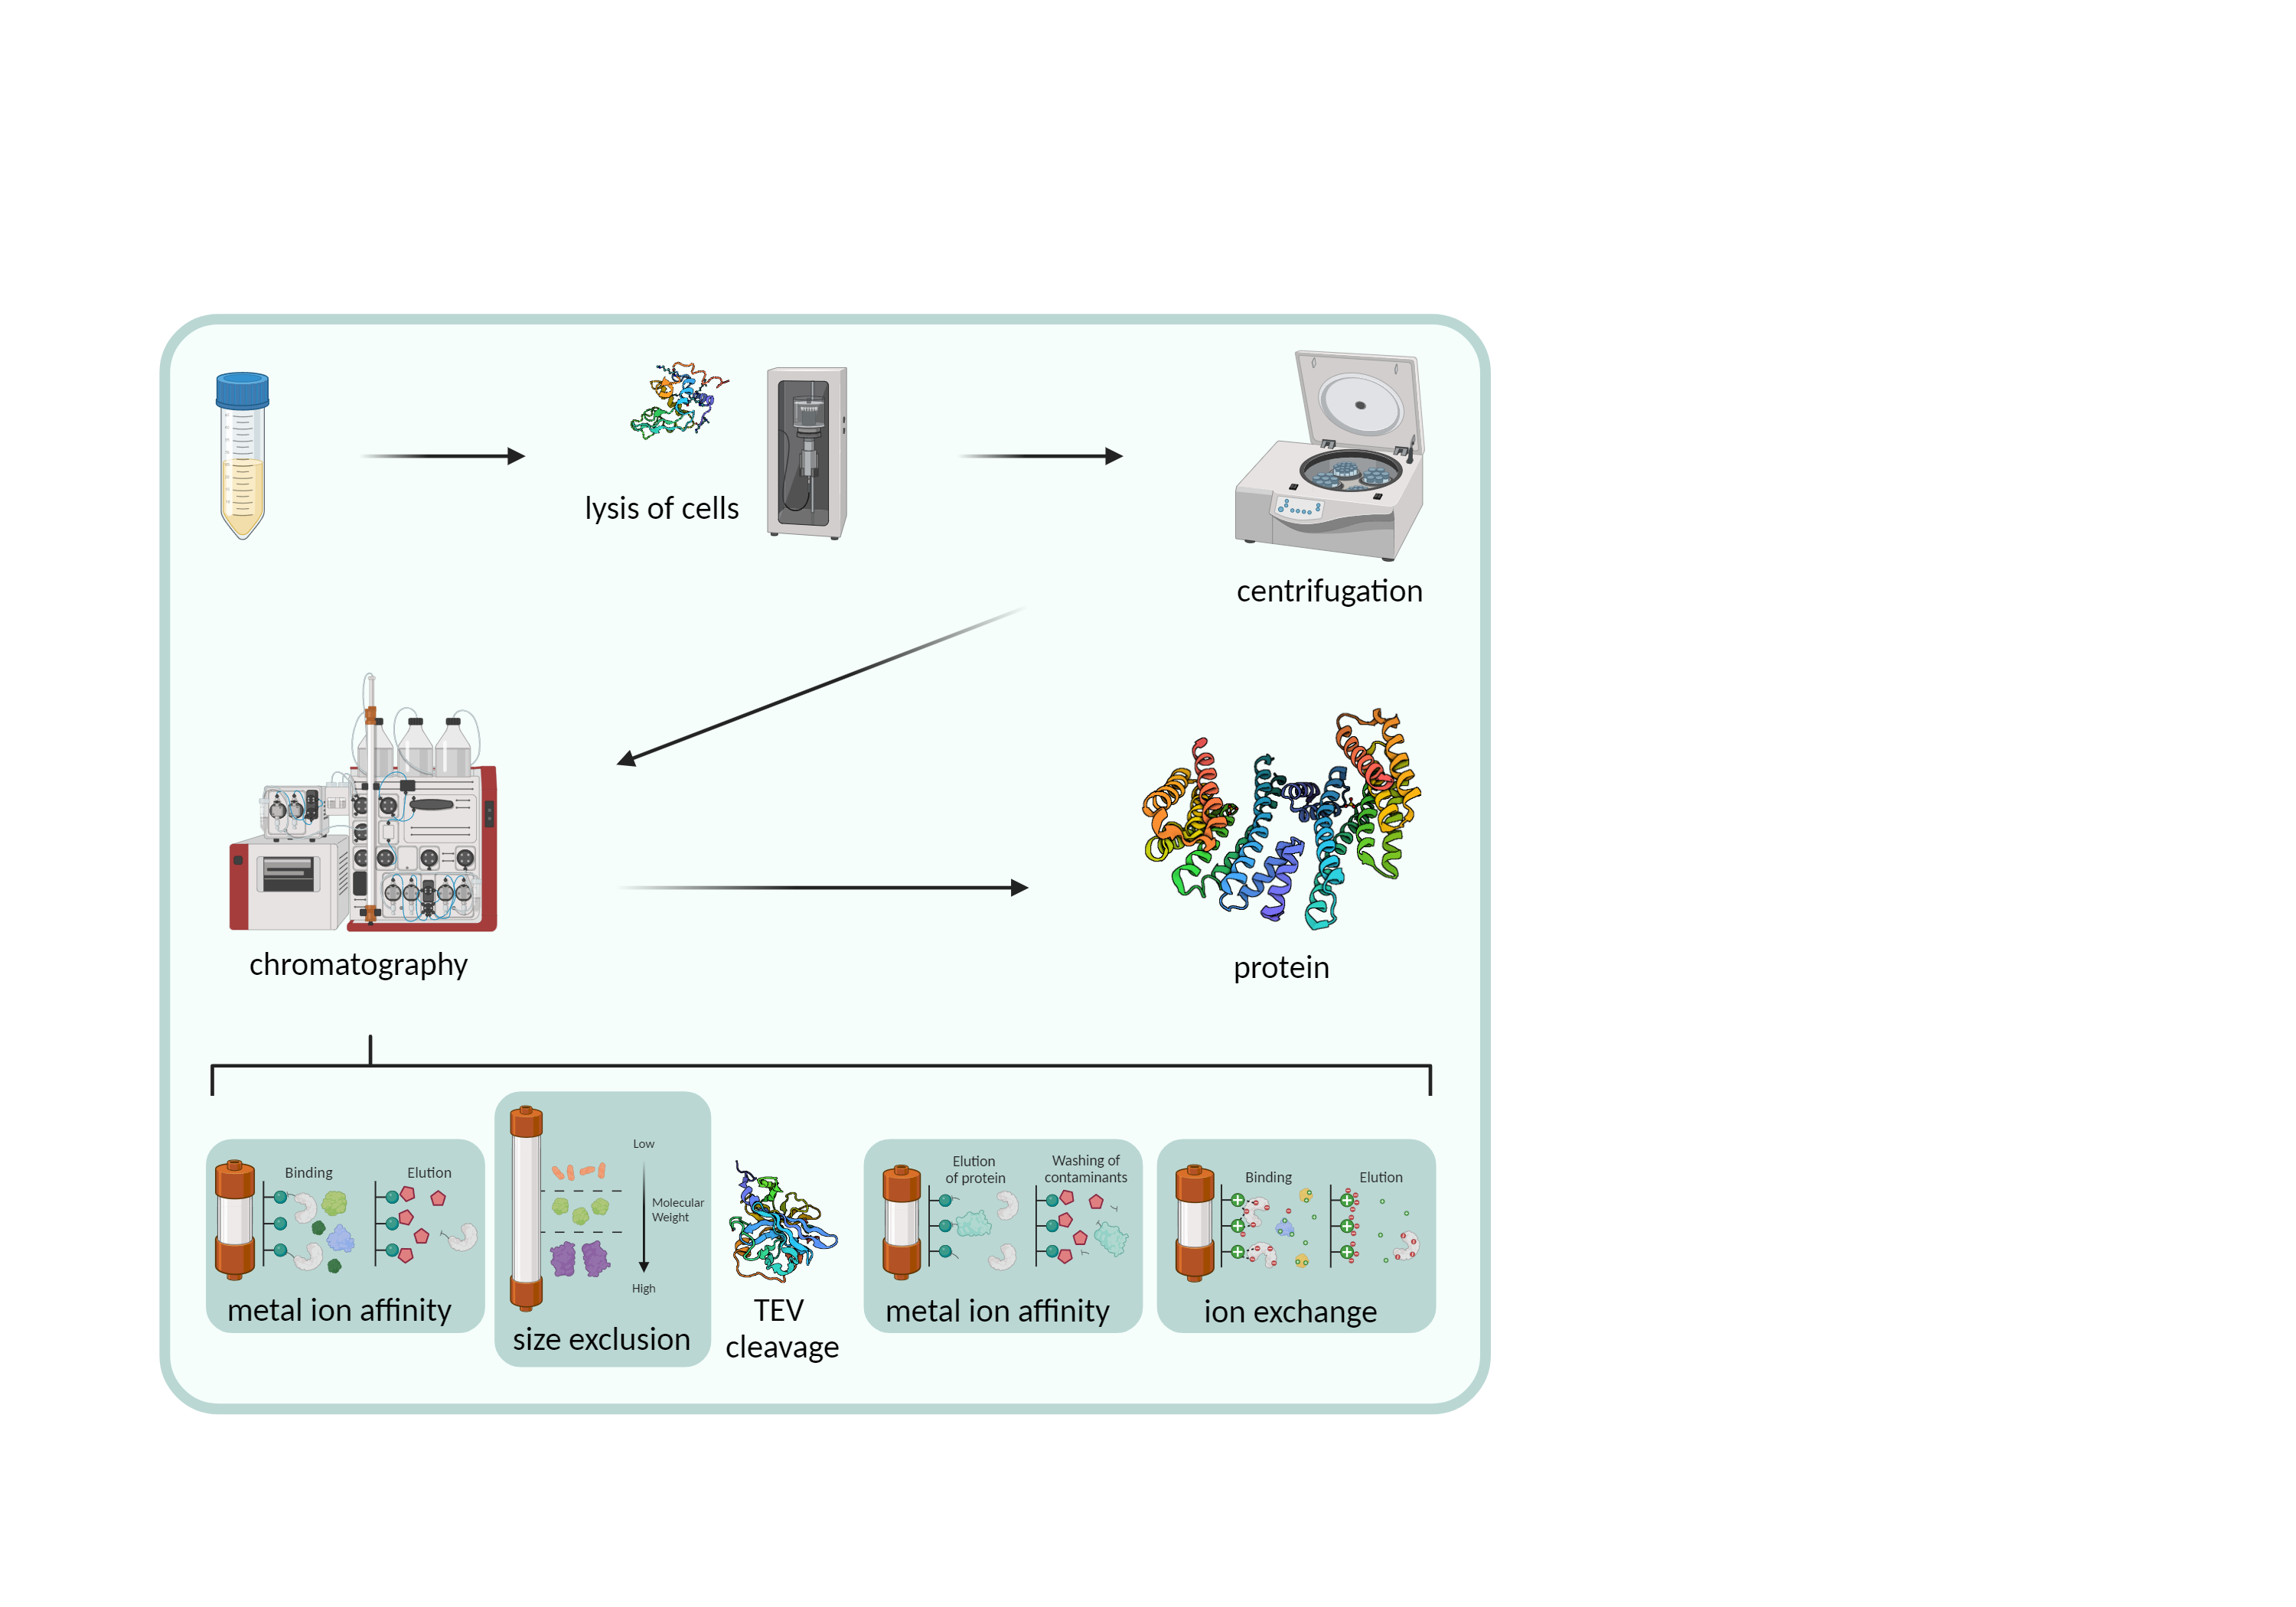 lysis of cells
centrifugation
chromatography
protein
Binding
Elution
metal ion affinity
Low
Molecular
Weight
High
size exclusion
TEV
cleavage
Elution
of protein
Washing of
contaminants
metal ion affinity
Binding
Elution
ion exchange